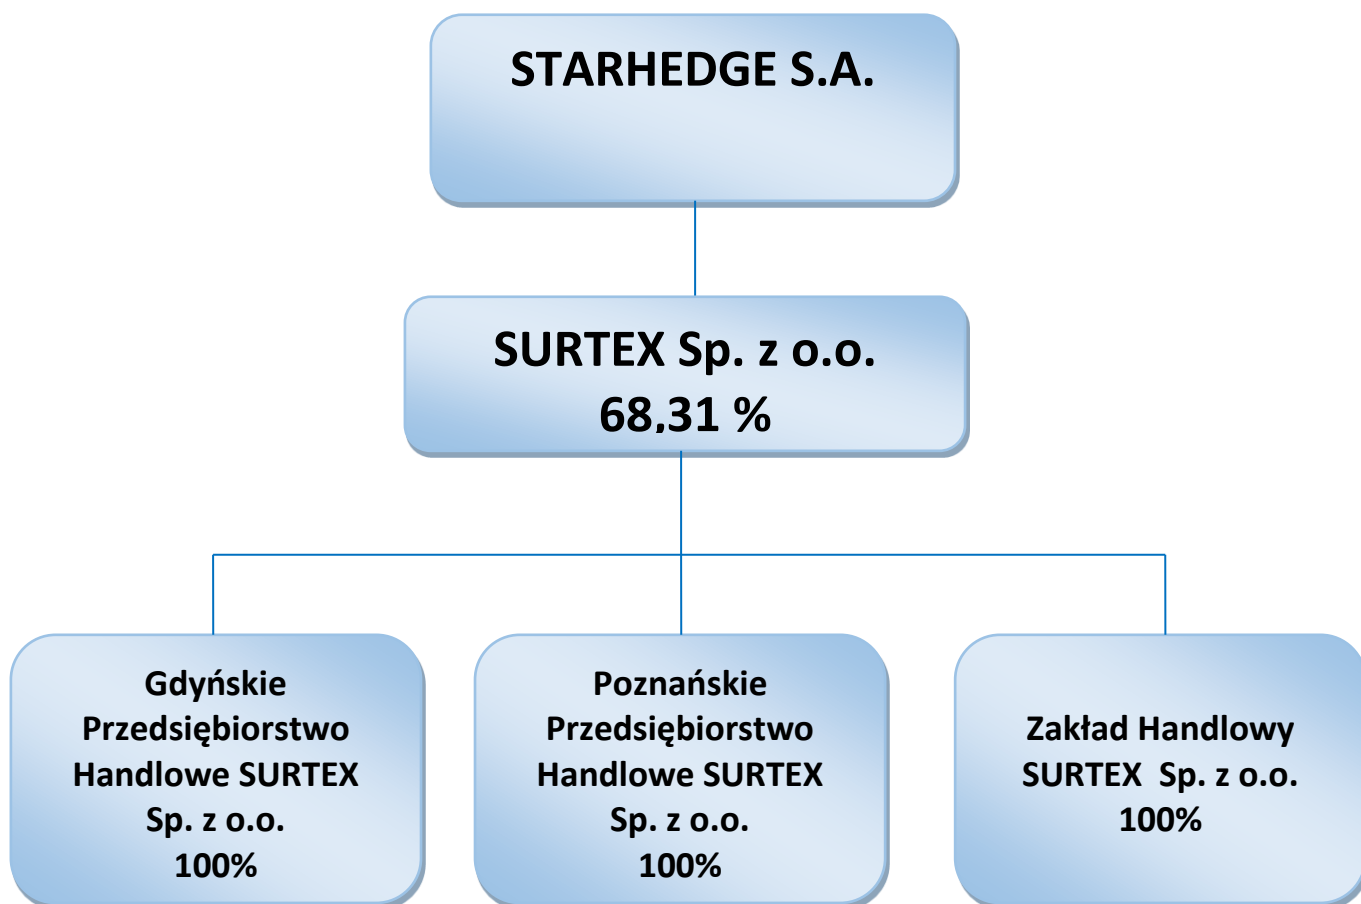 STARHEDGE S.A.
SURTEX Sp. z o.o.
68,31 %
Gdyńskie
Przedsiębiorstwo
Handlowe SURTEX
Sp. z o.o.
100%
Poznańskie
Przedsiębiorstwo
Handlowe SURTEX
Sp. z o.o.
100%
Zakład Handlowy
SURTEX  Sp. z o.o.
100%